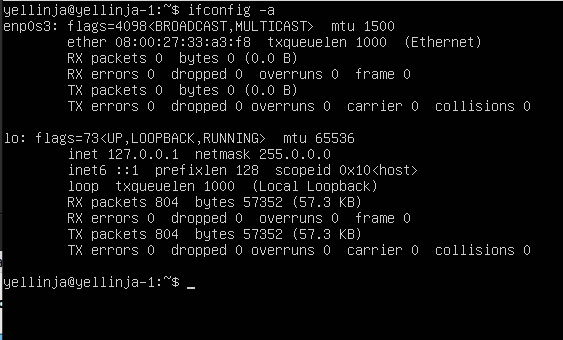 yellinja@yellinja-1:~$ ifconfig -a
enp0s3: flags=4098<BROADCAST,MULTICAST>  mtu 1500
        ether 08:00:27:33:a3:f8  txqueuelen 1000  (Ethernet)
        RX packets 0  bytes 0 (0.0 B)
        RX errors 0  dropped 0  overruns 0  frame 0
        TX packets 0  bytes 0 (0.0 B)
        TX errors 0  dropped 0 overruns 0  carrier 0  collisions 0

lo: flags=73<UP,LOOPBACK,RUNNING>  mtu 65536
        inet 127.0.0.1  netmask 255.0.0.0
        inet6 ::1  prefixlen 128  scopeid 0x10<host>
        loop  txqueuelen 1000  (Local Loopback)
        RX packets 804  bytes 57352 (57.3 KB)
        RX errors 0  dropped 0  overruns 0  frame 0
        TX packets 804  bytes 57352 (57.3 KB)
        TX errors 0  dropped 0 overruns 0  carrier 0  collisions 0

yellinja@yellinja-1:~$ _